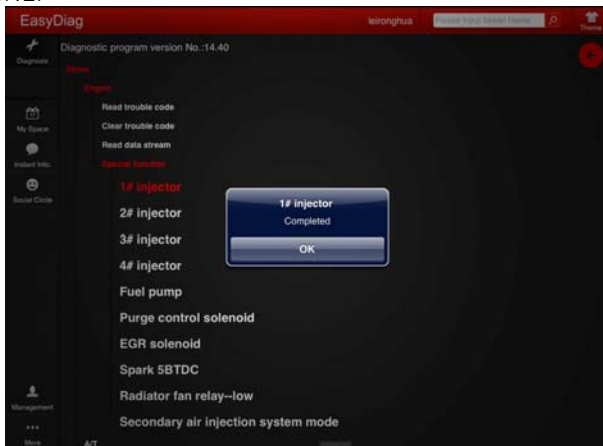 EasyDiag
leironghua
Please Input Model Name
Theme
Diagnosis
Diagnostic program version No.:14.40
Engine
Read trouble code
Clear trouble code
My Space
Read data stream
Instant Info.
Special function
Social Circle
1# injector
2# injector
3# injector
4# injector
1# injector
Completed
OK
Fuel pump
Purge control solenoid
EGR solenoid
Spark 5BTDC
Radiator fan relay--low
Management
Secondary air injection system mode
More
A/T